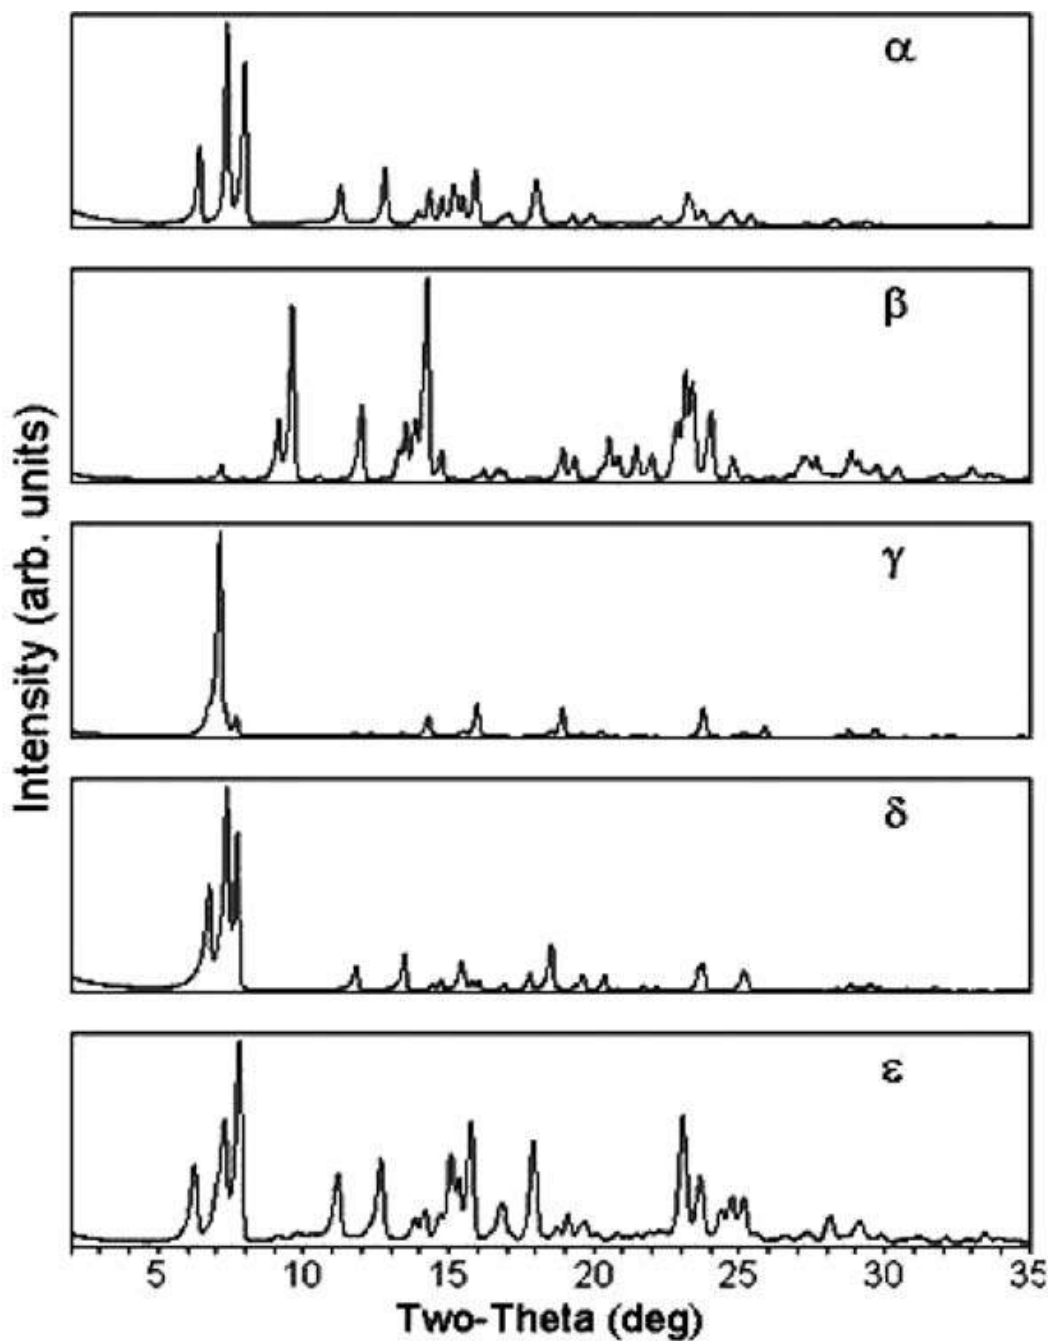 α
β
γ
δ
ε
Intensity (arb. units)
5 10 15 20 25 30 35
Two-Theta (deg)